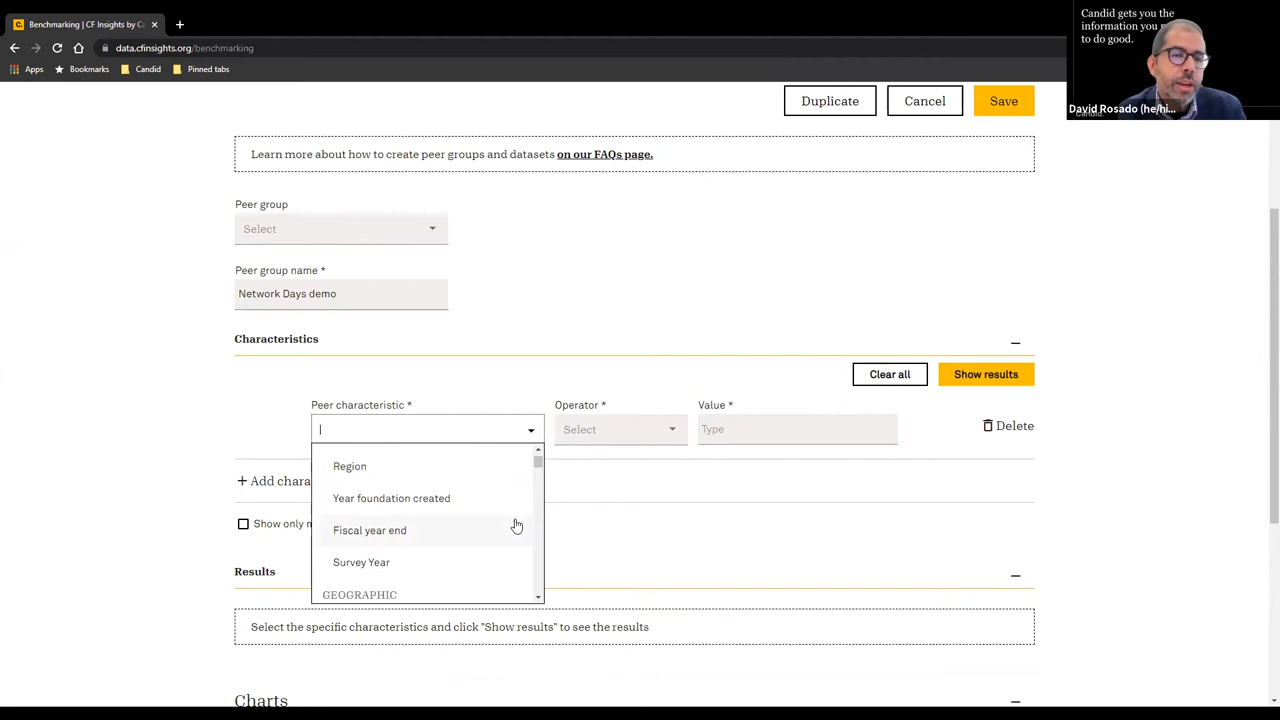 Benchmarking | CF Insights by C
data.cfinsights.org/benchmarking
Apps
Bookmarks
Candid
Pinned tabs
Candid gets you the
information you
to do good.
David Rosado (he/hi...
Candid.
Duplicate
Cancel
Save
Learn more about how to create peer groups and datasets on our FAQs page.
Peer group
Select
Peer group name *
Network Days demo
Characteristics
Clear all
Show results
Peer characteristic *
Operator *
Value *
Select
Type
Delete
Region
Year foundation created
Fiscal year end
Survey Year
GEOGRAPHIC
+ Add chara
Show only
Results
Select the specific characteristics and click "Show results" to see the results
Charts